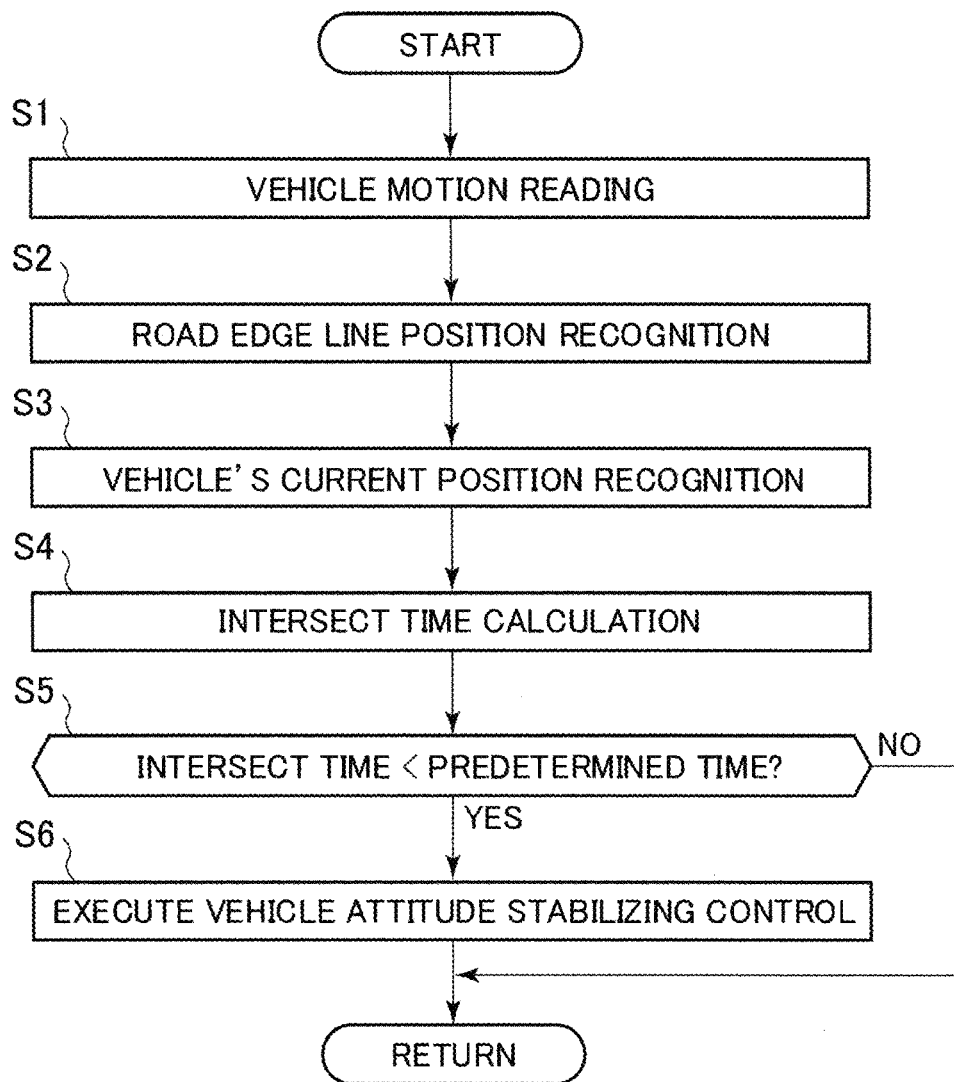 START
S1
VEHICLE MOTION READING
S2
ROAD EDGE LINE POSITION RECOGNITION
S3
VEHICLE'S CURRENT POSITION RECOGNITION
S4
INTERSECT TIME CALCULATION
S5
INTERSECT TIME < PREDETERMINED TIME?
NO
YES
S6
EXECUTE VEHICLE ATTITUDE STABILIZING CONTROL
RETURN